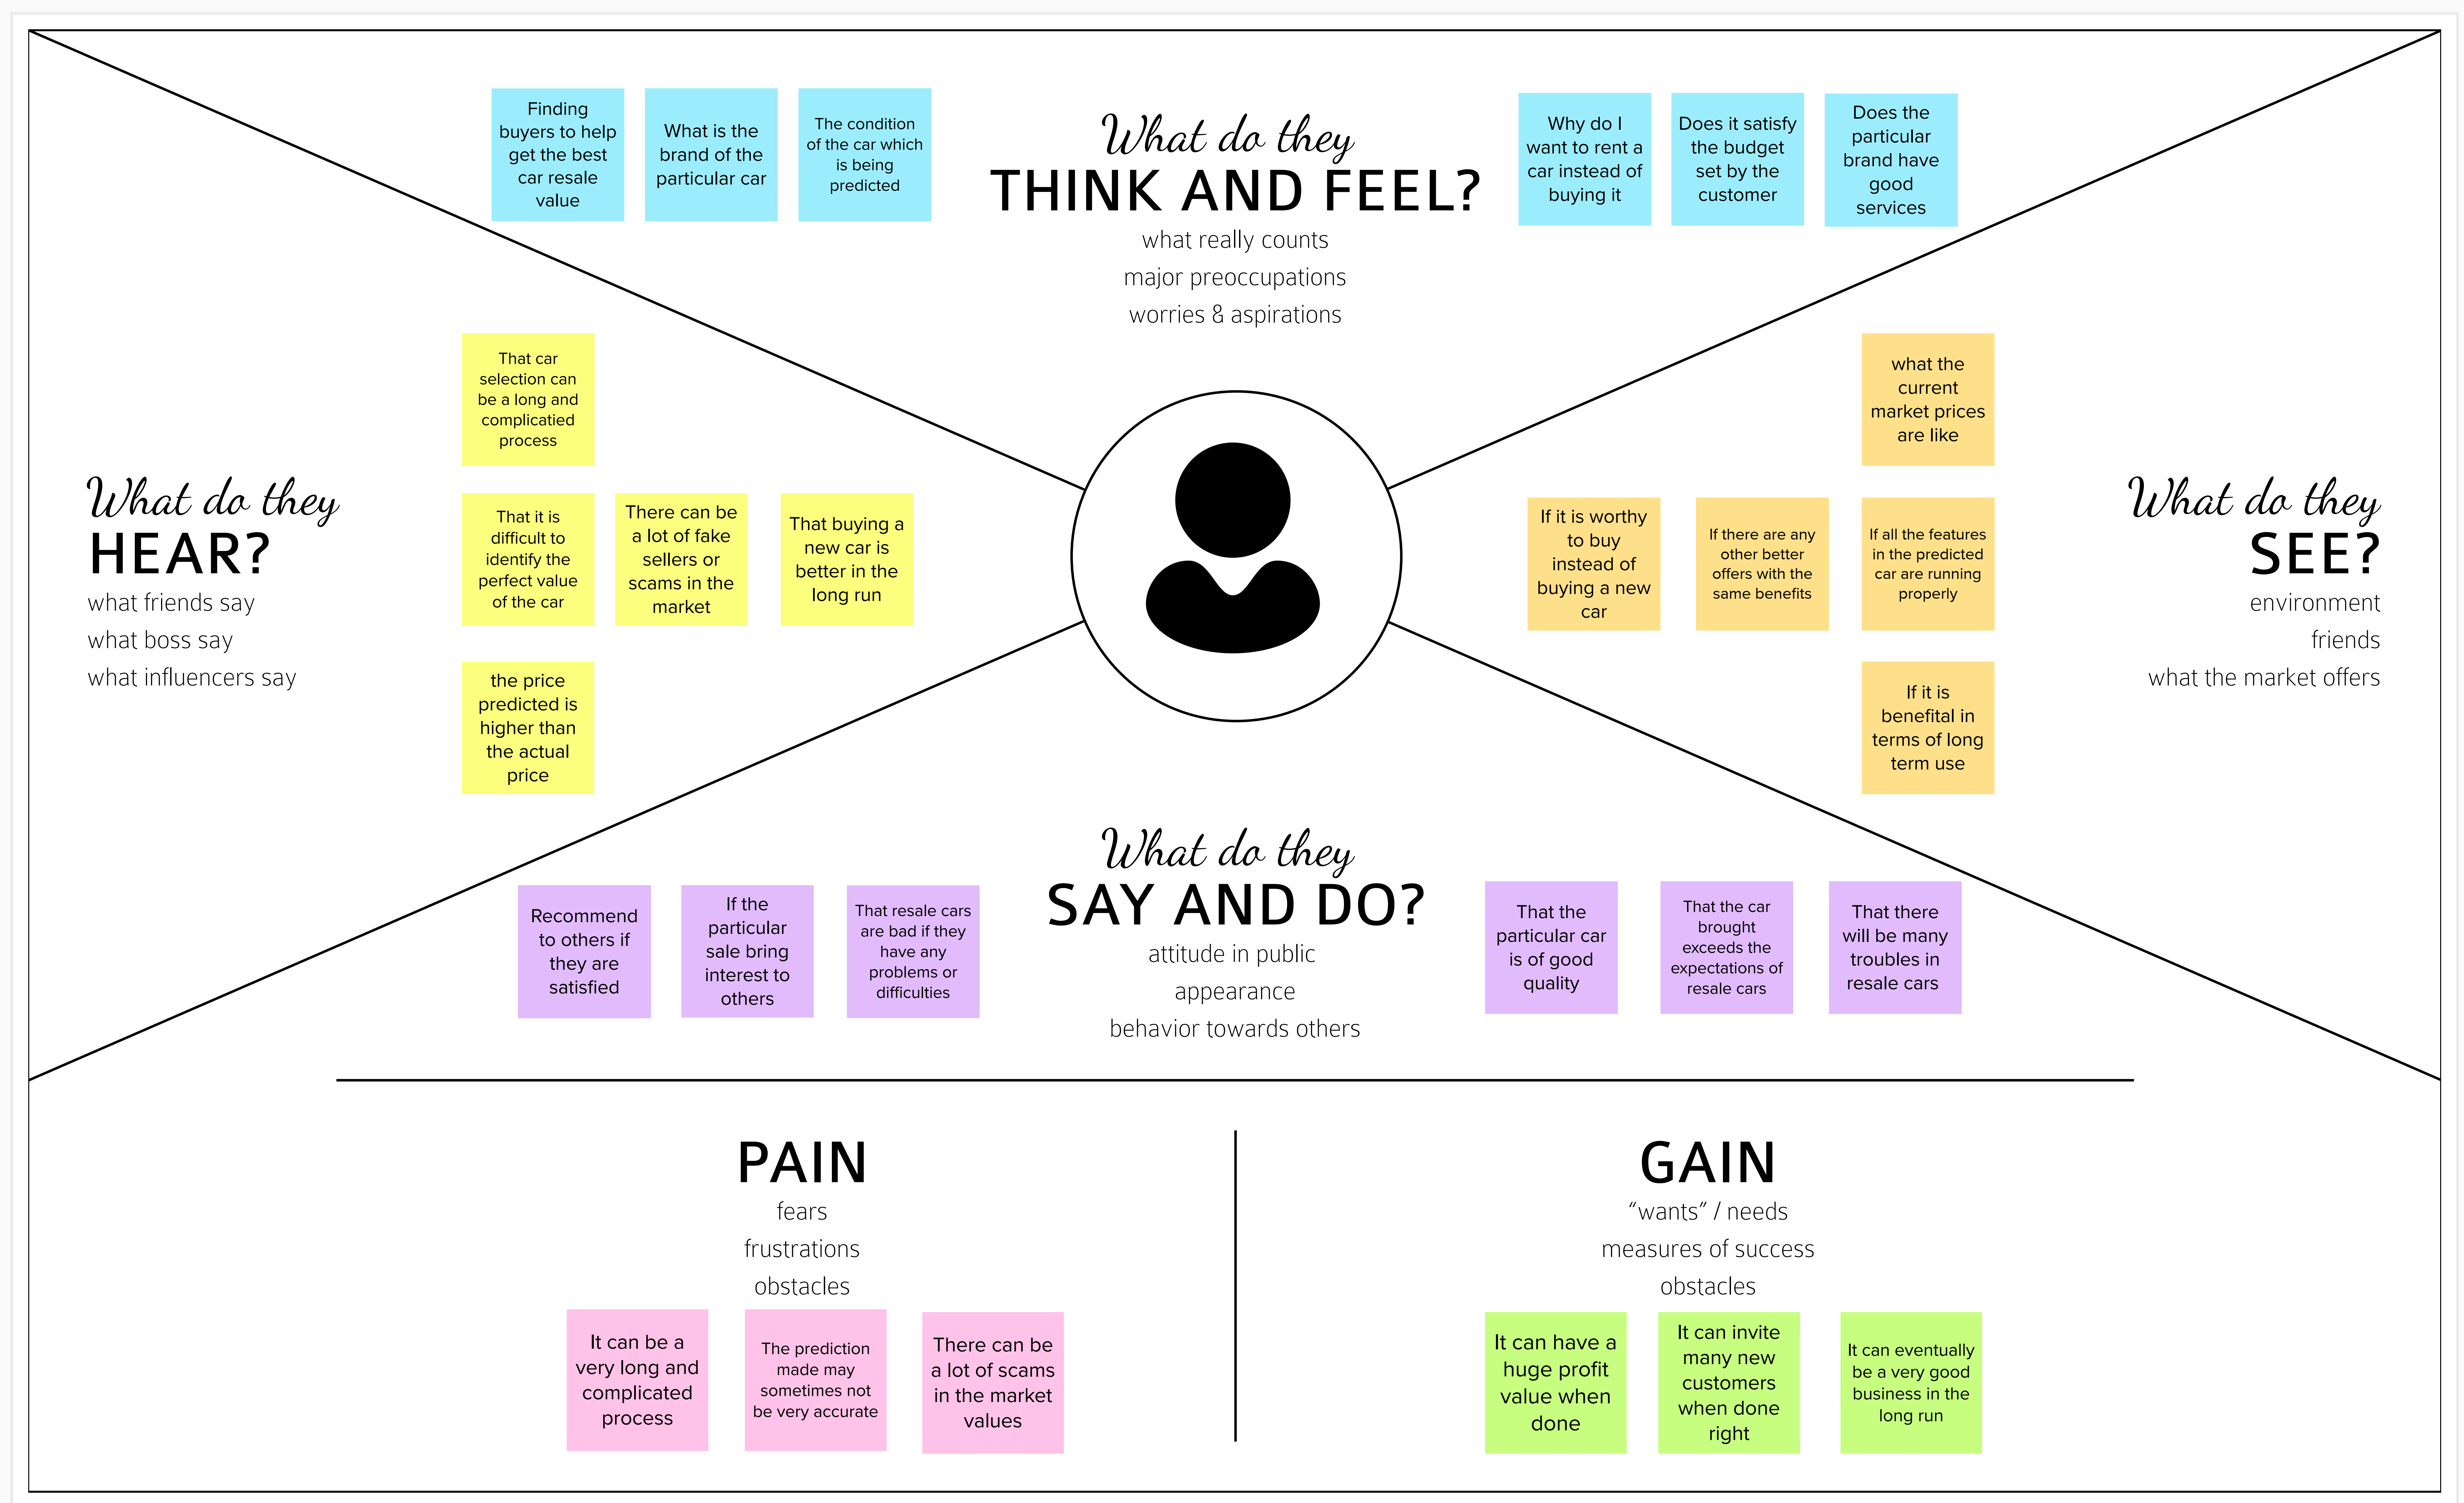 Finding
buyers to help
get the best
car resale
value
What is the
brand of the
particular car
The condition
of the car which
is being
predicted
What do they
THINK AND FEEL?
what really counts
major preoccupations
worries & aspirations
Why do I
want to rent a
car instead of
buying it
Does it satisfy
the budget
set by the
customer
Does the
particular
brand have
good
services
What do they
HEAR?
what friends say
what boss say
what influencers say
That car
selection can
be a long and
complicatied
process
That it is
difficult to
identify the
perfect value
of the car
There can be
a lot of fake
sellers or
scams in the
market
That buying a
new car is
better in the
long run
the price
predicted is
higher than
the actual
price
what the
current
market prices
are like
If it is worthy
to buy
instead of
buying a new
car
If there are any
other better
offers with the
same benefits
If all the features
in the predicted
car are running
properly
If it is
benefital in
terms of long
term use
What do they
SEE?
environment
friends
what the market offers
Recommend
to others if
they are
satisfied
If the
particular
sale bring
interest to
others
That resale cars
are bad if they
have any
problems or
difficulties
What do they
SAY AND DO?
attitude in public
appearance
behavior towards others
That the
particular car
is of good
quality
That the car
brought
exceeds the
expectations of
resale cars
That there
will be many
troubles in
resale cars
PAIN
fears
frustrations
obstacles
It can be a
very long and
complicated
process
The prediction
made may
sometimes not
be very accurate
There can be
a lot of scams
in the market
values
GAIN
“wants” / needs
measures of success
obstacles
It can have a
huge profit
value when
done
It can invite
many new
customers
when done
right
It can eventually
be a very good
business in the
long run